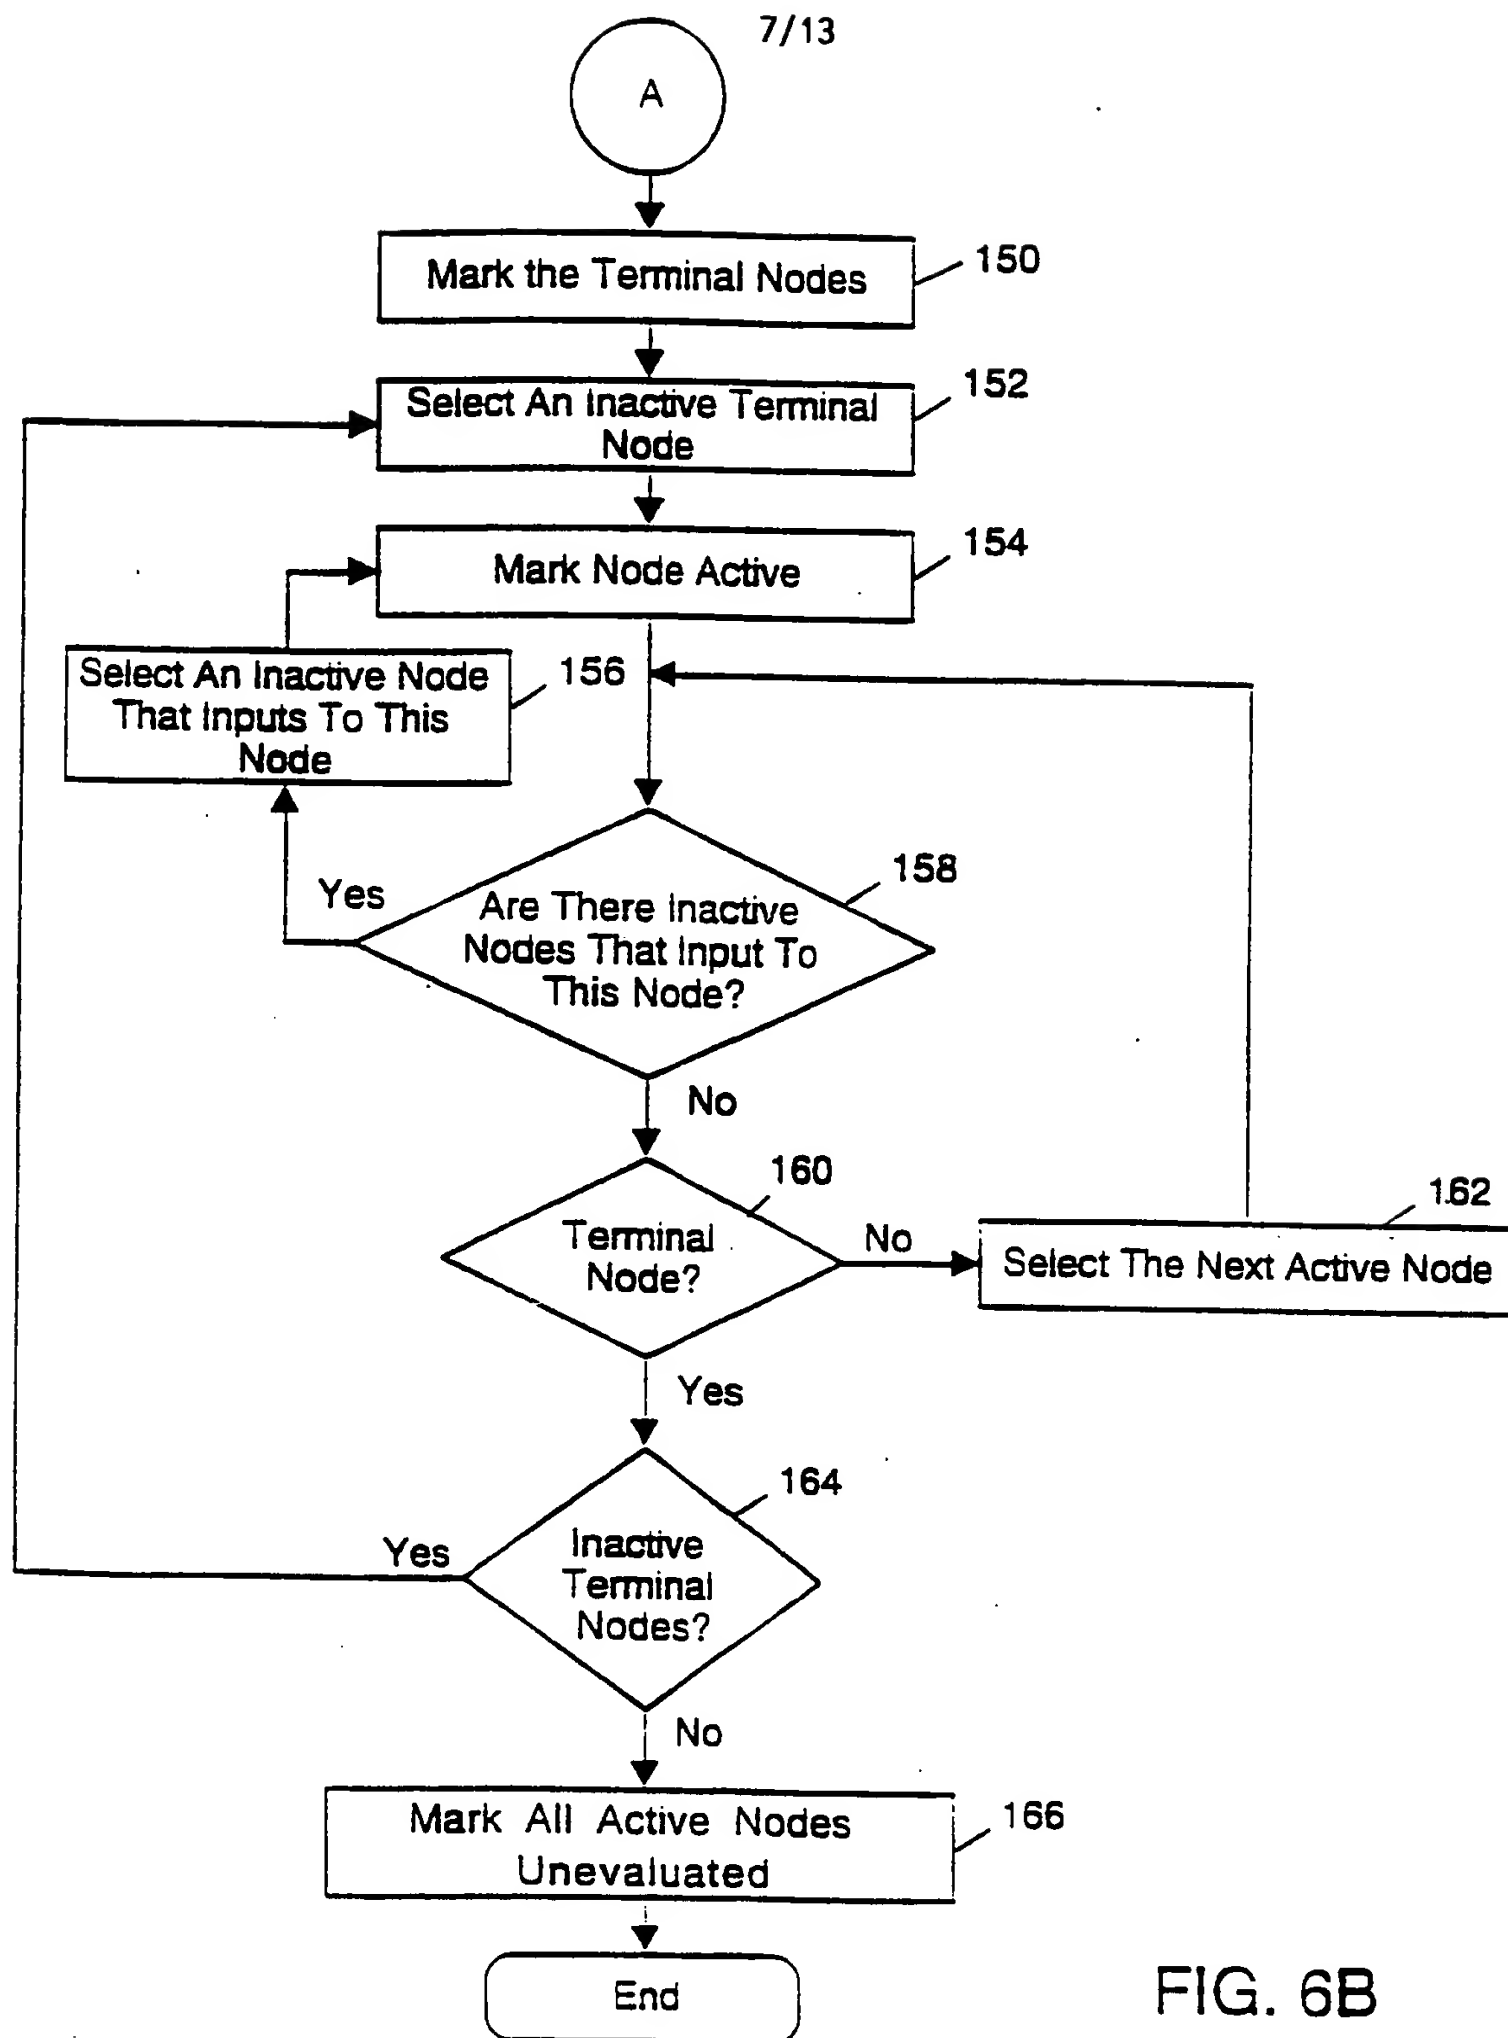 7/13
A
Mark the Terminal Nodes
150
Select An Inactive Terminal
Node
152
Mark Node Active
154
Select An Inactive Node
That Inputs To This
Node
156
Are There Inactive
Nodes That Input To
This Node?
158
Yes
No
Terminal
Node?
160
No
Select The Next Active Node
162
Yes
Inactive
Terminal
Nodes?
164
Yes
No
Mark All Active Nodes
Unevaluated
166
End
FIG. 6B